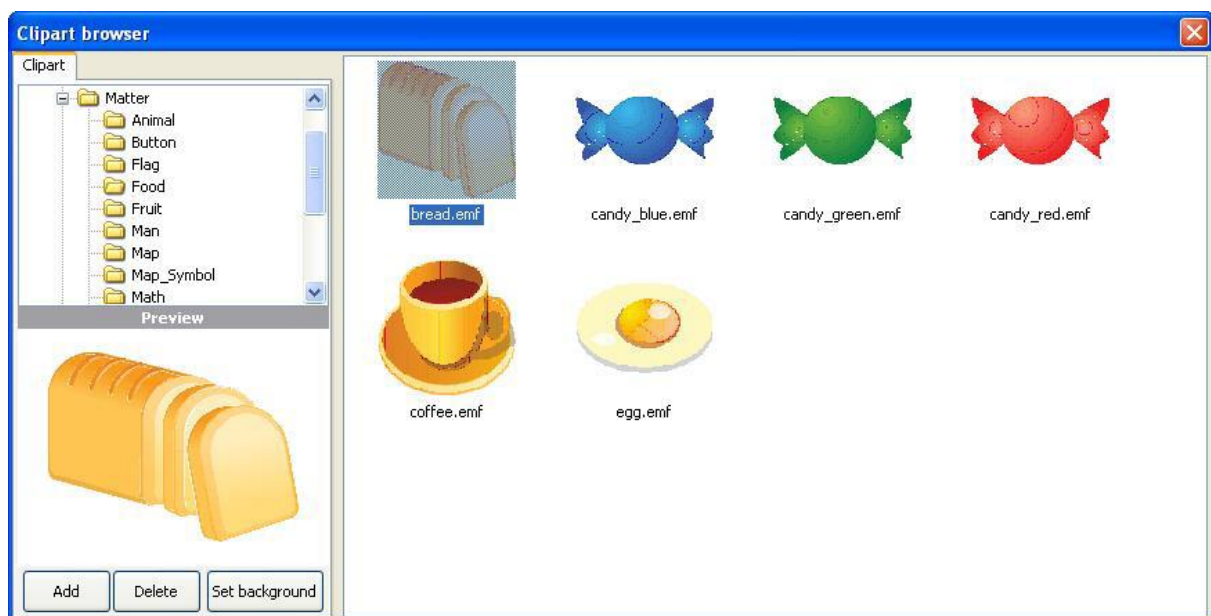 Clipart browser
Clipart
Matter
Animal
Button
Flag
Food
Fruit
Man
Map
Map_Symbol
Math
Preview
Add
Delete
Set background
bread.emf
candy_blue.emf
candy_green.emf
candy_red.emf
coffee.emf
egg.emf